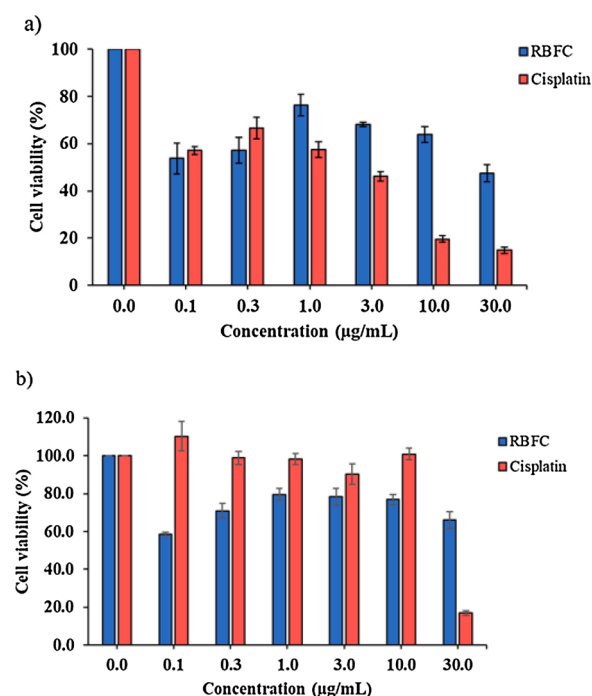 a)
100
80
60
40
20
0
Cell viability (%)
RBFC
Cisplatin
0.0 0.1 0.3 1.0 3.0 10.0 30.0
Concentration (μg/mL)
b)
120.0
100.0
80.0
60.0
40.0
20.0
0.0
Cell viability (%)
RBFC
Cisplatin
0.0 0.1 0.3 1.0 3.0 10.0 30.0
Concentration (μg/mL)